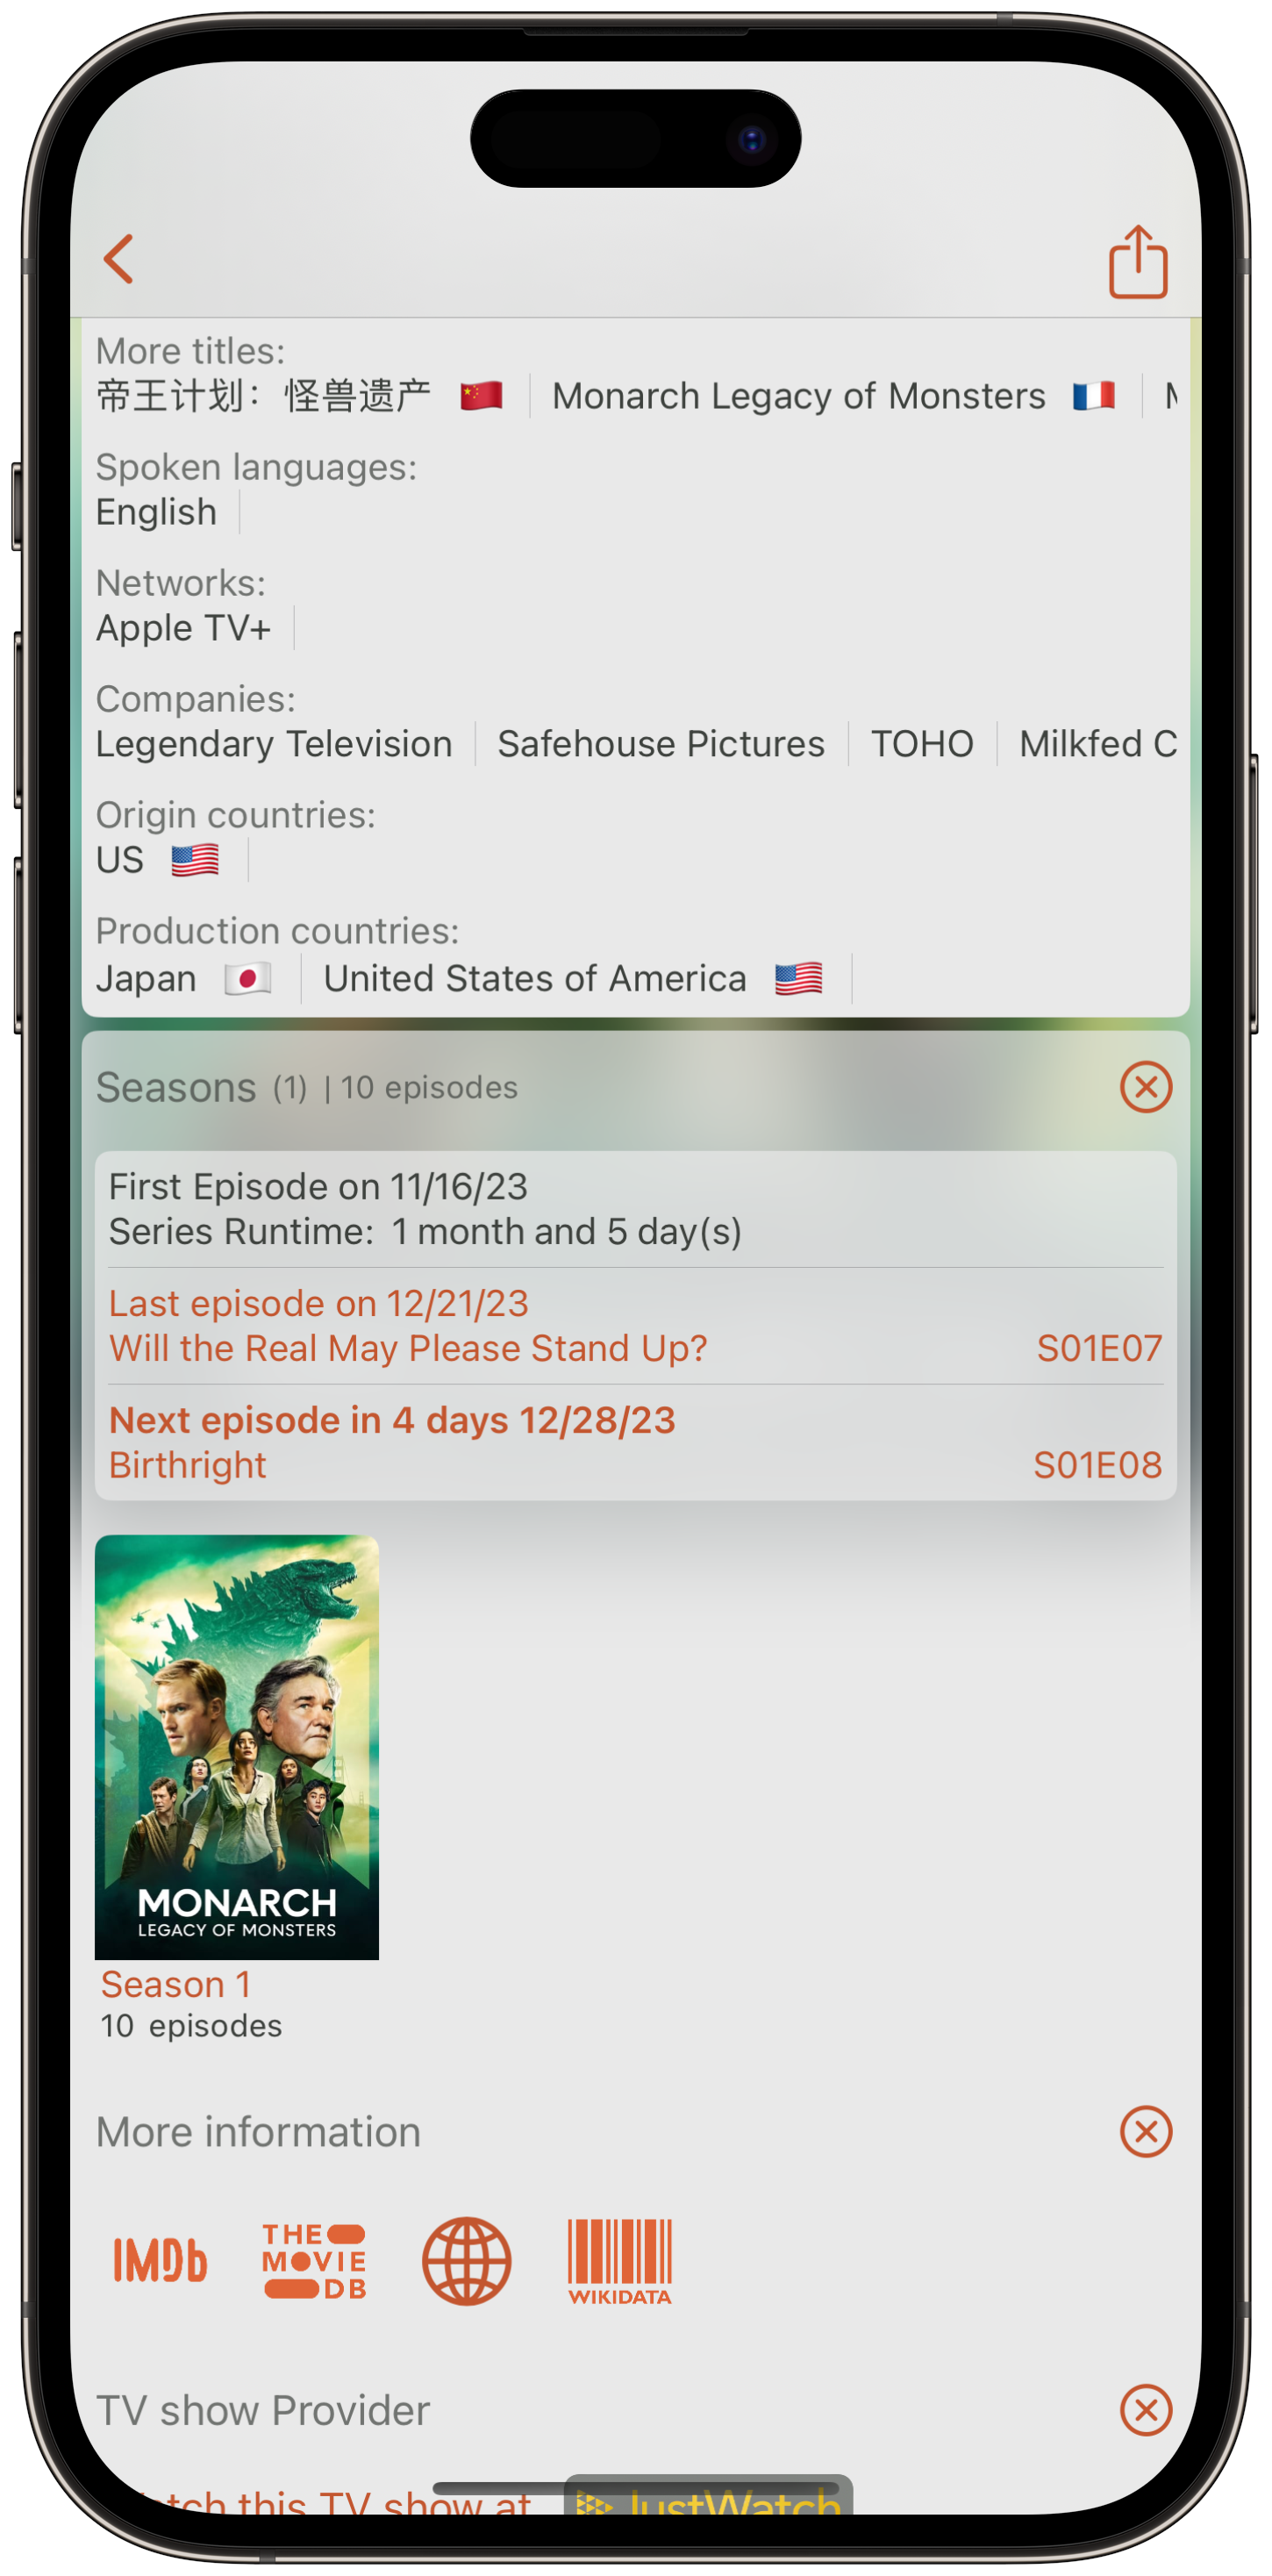 More titles:
帝王计划：怪兽遗产 🇨🇳 Monarch Legacy of Monsters 🇫🇷
Spoken languages:
English
Networks:
Apple TV+
Companies:
Legendary Television Safehouse Pictures TOHO Milkfed C
Origin countries:
US 🇺🇸
Production countries:
Japan 🇯🇵 United States of America 🇺🇸
Seasons (1) | 10 episodes
First Episode on 11/16/23
Series Runtime: 1 month and 5 day(s)
Last episode on 12/21/23
Will the Real May Please Stand Up? S01E07
Next episode in 4 days 12/28/23
Birthright S01E08
MONARCH
LEGACY OF MONSTERS
Season 1
10 episodes
More information
IMDb
THE
MOVIE
DB
WIKIDATA
TV show Provider
this TV show at JustWatch